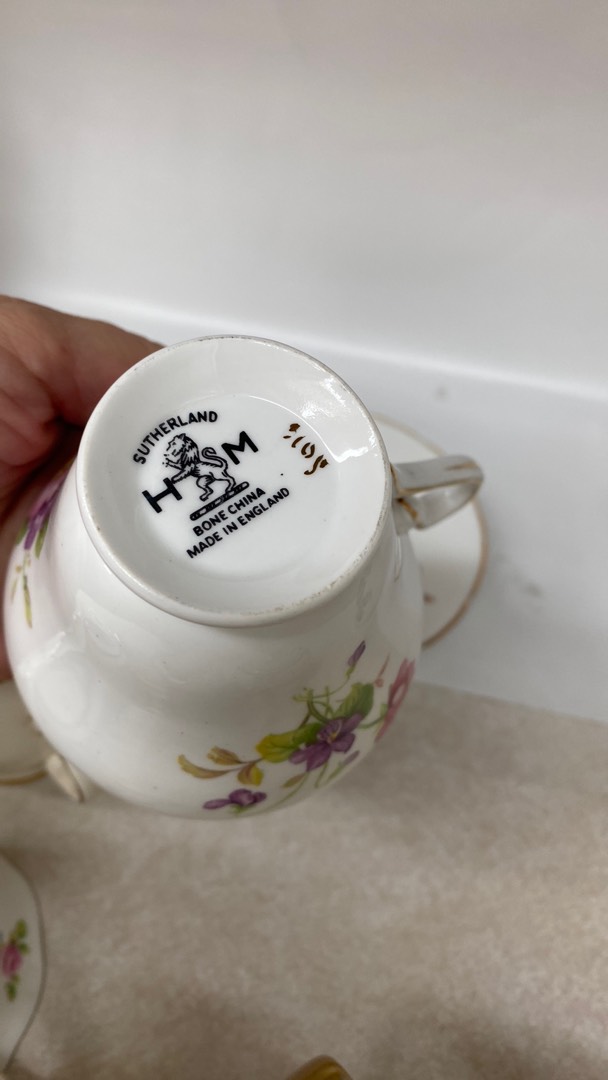 SUTHERLAND
H M
BONE CHINA
MADE IN ENGLAND